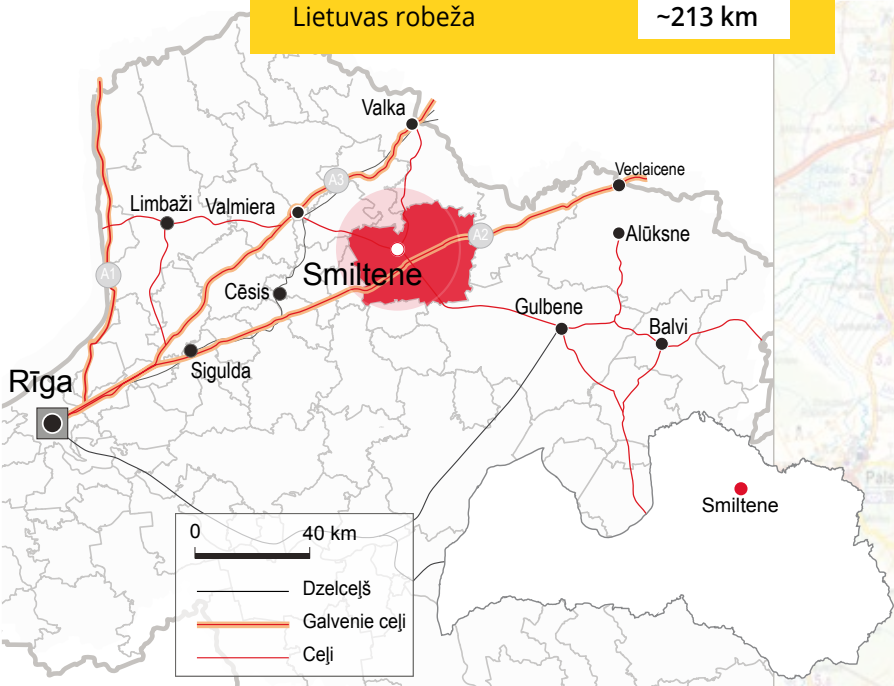 Lietuvas robeža ~213 km
Valka
Veclaicene
A3
Limbaži Valmiera
Alūksne
A2
A1
Smiltene
Cēsis
Gulbene
Balvi
Sigulda
Rīga
Smiltene
0 40 km
Dzelceļš
Galvenie ceļi
Ceļi